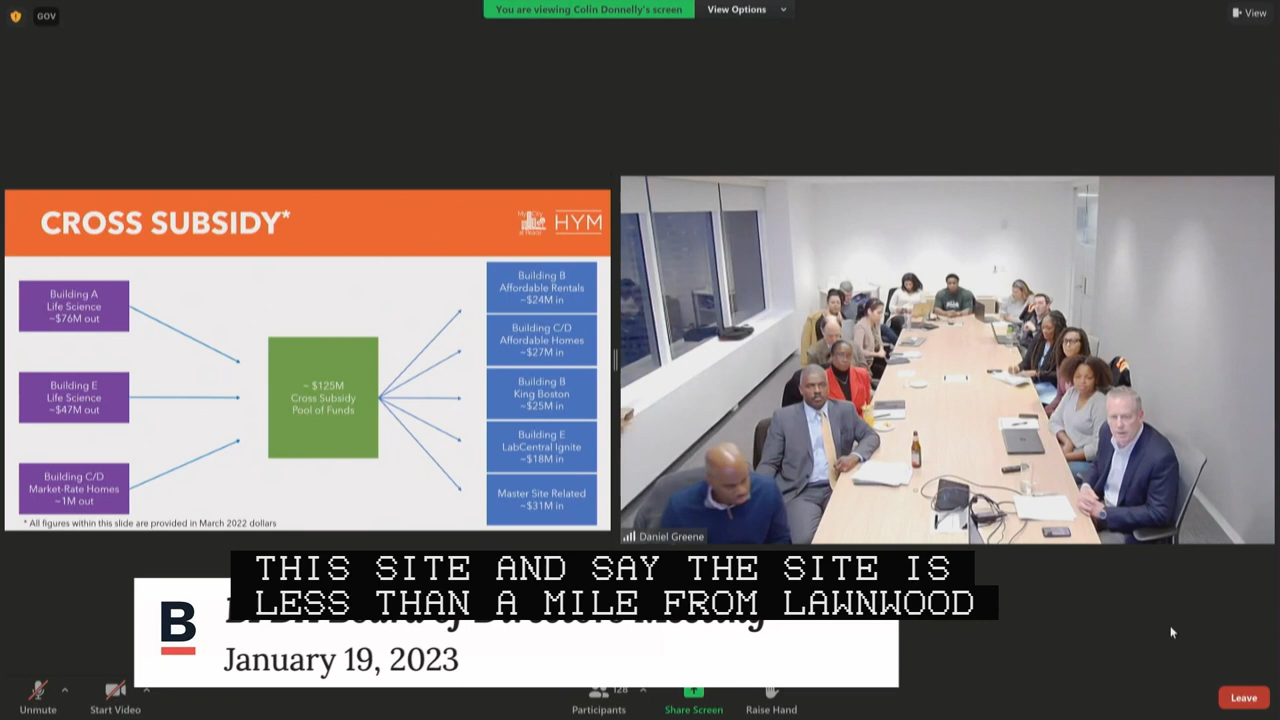 GOV
You are viewing Colin Donnelly's screen
View Options
View
CROSS SUBSIDY*
HYM
Building A
Life Science
~$76M out
Building E
Life Science
~$47M out
Building C/D
Market-Rate Homes
~1M out
~ $125M
Cross Subsidy
Pool of Funds
Building B
Affordable Rentals
~$24M in
Building C/D
Affordable Homes
~$27M in
Building B
King Boston
~$25M in
Building E
LabCentral Ignite
~$18M in
Master Site Related
~$31M in
* All figures within this slide are provided in March 2022 dollars
Daniel Greene
THIS SITE AND SAY THE SITE IS
LESS THAN A MILE FROM LAWNWOOD
B
January 19, 2023
Unmute
Start Video
128
Participants
Share Screen
Raise Hand
Leave